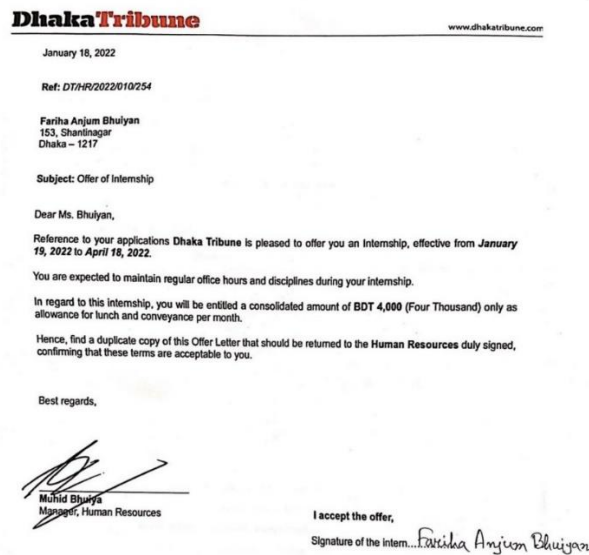 DhakaTribune
www.dhakatribune.com
January 18, 2022
Ref: DT/HR/2022/010/254
Fariha Anjum Bhuiyan
153, Shantinagar
Dhaka – 1217
Subject: Offer of Internship
Dear Ms. Bhuiyan,
Reference to your applications Dhaka Tribune is pleased to offer you an Internship, effective from January
19, 2022 to April 18, 2022.
You are expected to maintain regular office hours and disciplines during your internship.
In regard to this internship, you will be entitled a consolidated amount of BDT 4,000 (Four Thousand) only as
allowance for lunch and conveyance per month.
Hence, find a duplicate copy of this Offer Letter that should be returned to the Human Resources duly signed,
confirming that these terms are acceptable to you.
Best regards,
Muhid Bhuiya
Manager, Human Resources
I accept the offer,
Signature of the intern...Fariha Anjum Bhuiyan